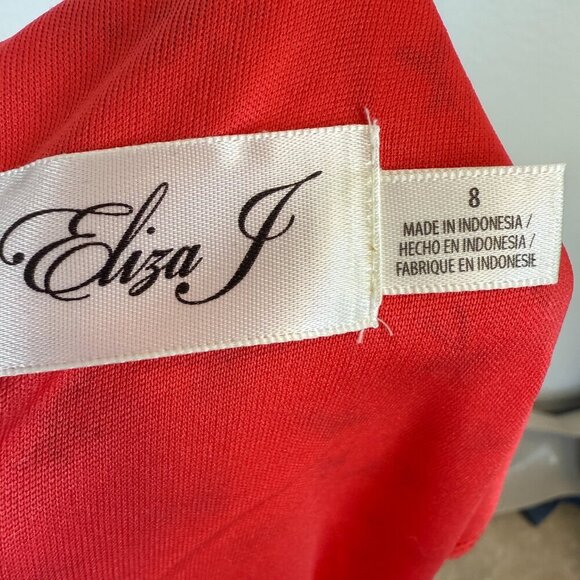 Eliza J
8
MADE IN INDONESIA /
HECHO EN INDONESIA /
FABRIQUE EN INDONESIE